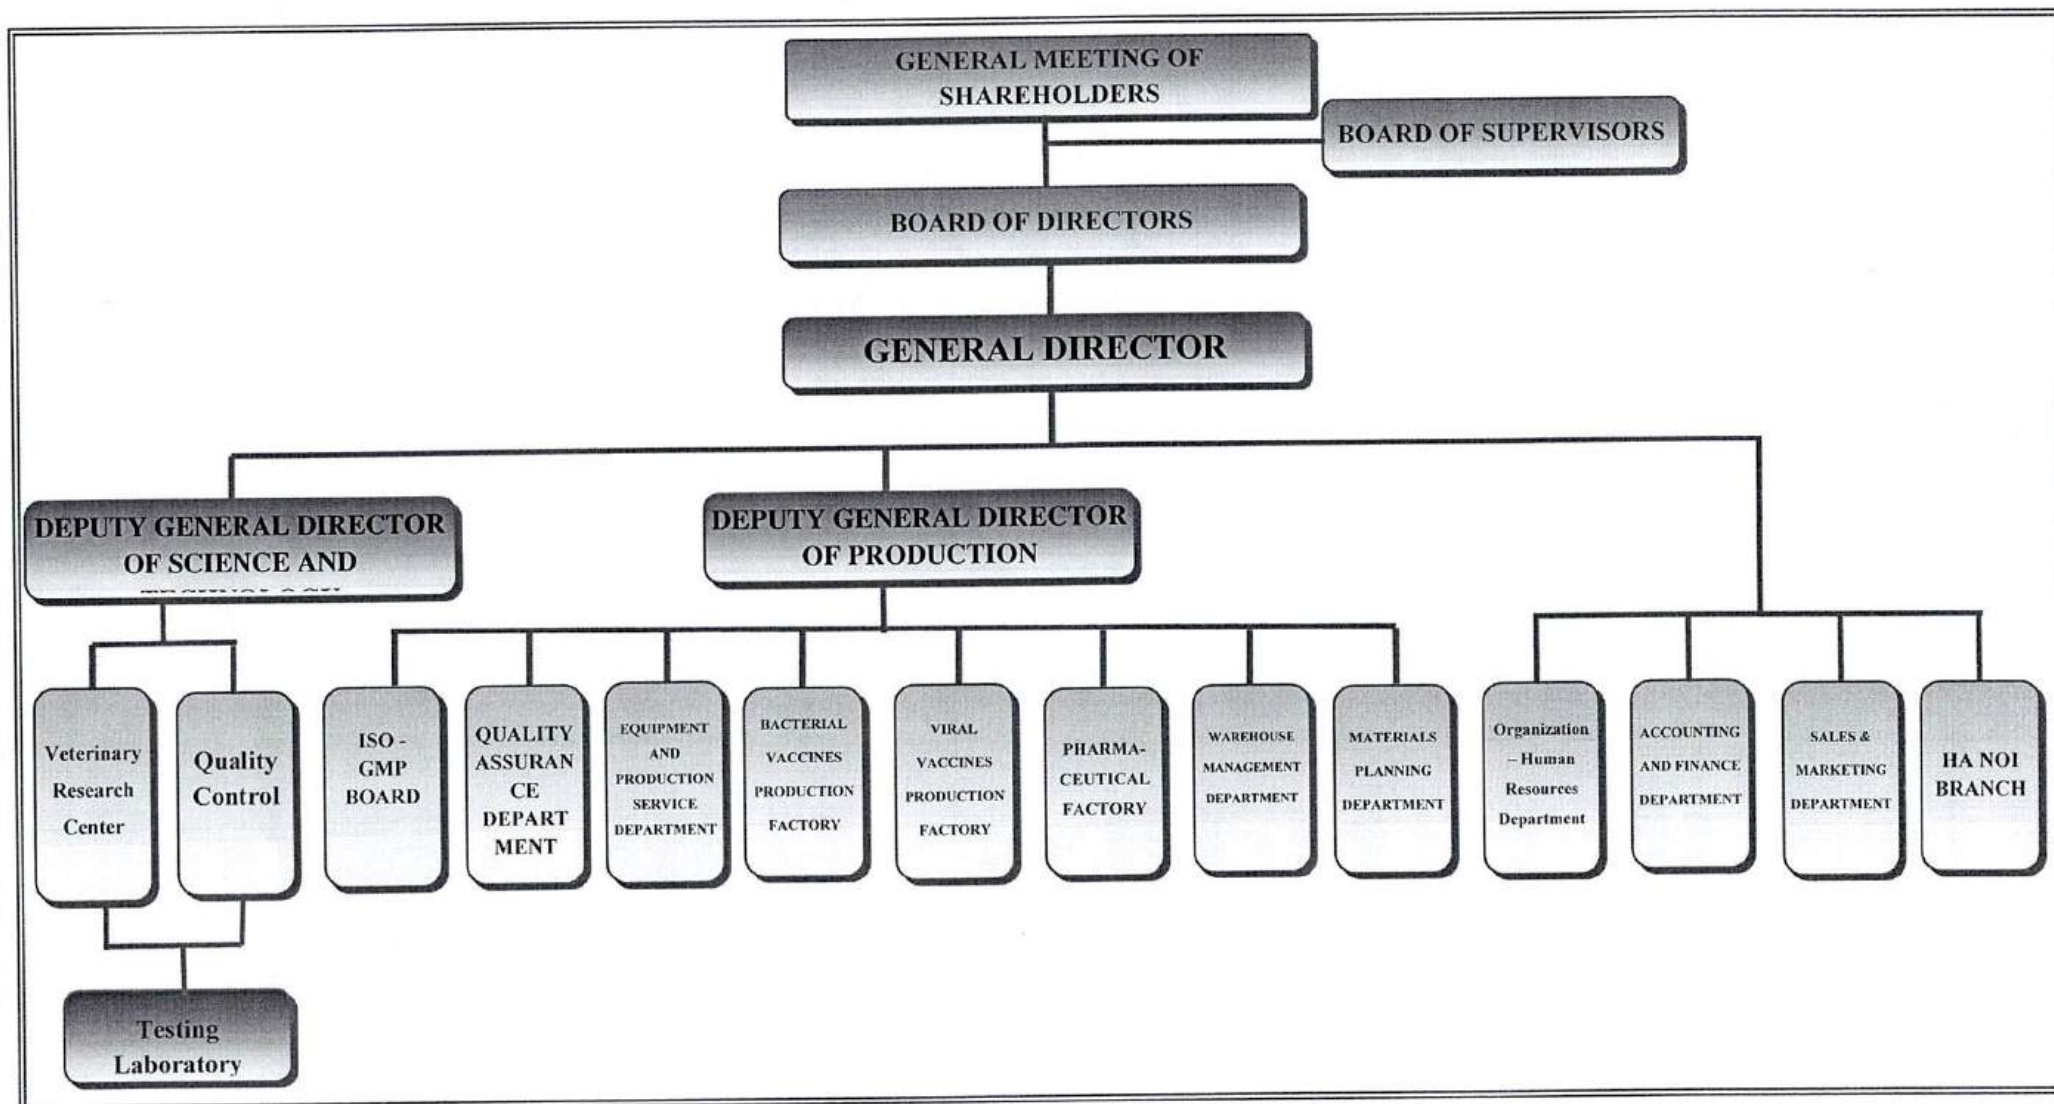 GENERAL MEETING OF
SHAREHOLDERS
BOARD OF SUPERVISORS
BOARD OF DIRECTORS
GENERAL DIRECTOR
DEPUTY GENERAL DIRECTOR
OF SCIENCE AND
DEPUTY GENERAL DIRECTOR
OF PRODUCTION
Veterinary
Research
Center
Quality
Control
ISO -
GMP
BOARD
QUALITY
ASSURAN
CE
DEPART
MENT
EQUIPMENT
AND
PRODUCTION
SERVICE
DEPARTMENT
BACTERIAL
VACCINES
PRODUCTION
FACTORY
VIRAL
VACCINES
PRODUCTION
FACTORY
PHARMA-
CEUTICAL
FACTORY
WAREHOUSE
MANAGEMENT
DEPARTMENT
MATERIALS
PLANNING
DEPARTMENT
Organization
– Human
Resources
Department
ACCOUNTING
AND FINANCE
DEPARTMENT
SALES &
MARKETING
DEPARTMENT
HA NOI
BRANCH
Testing
Laboratory